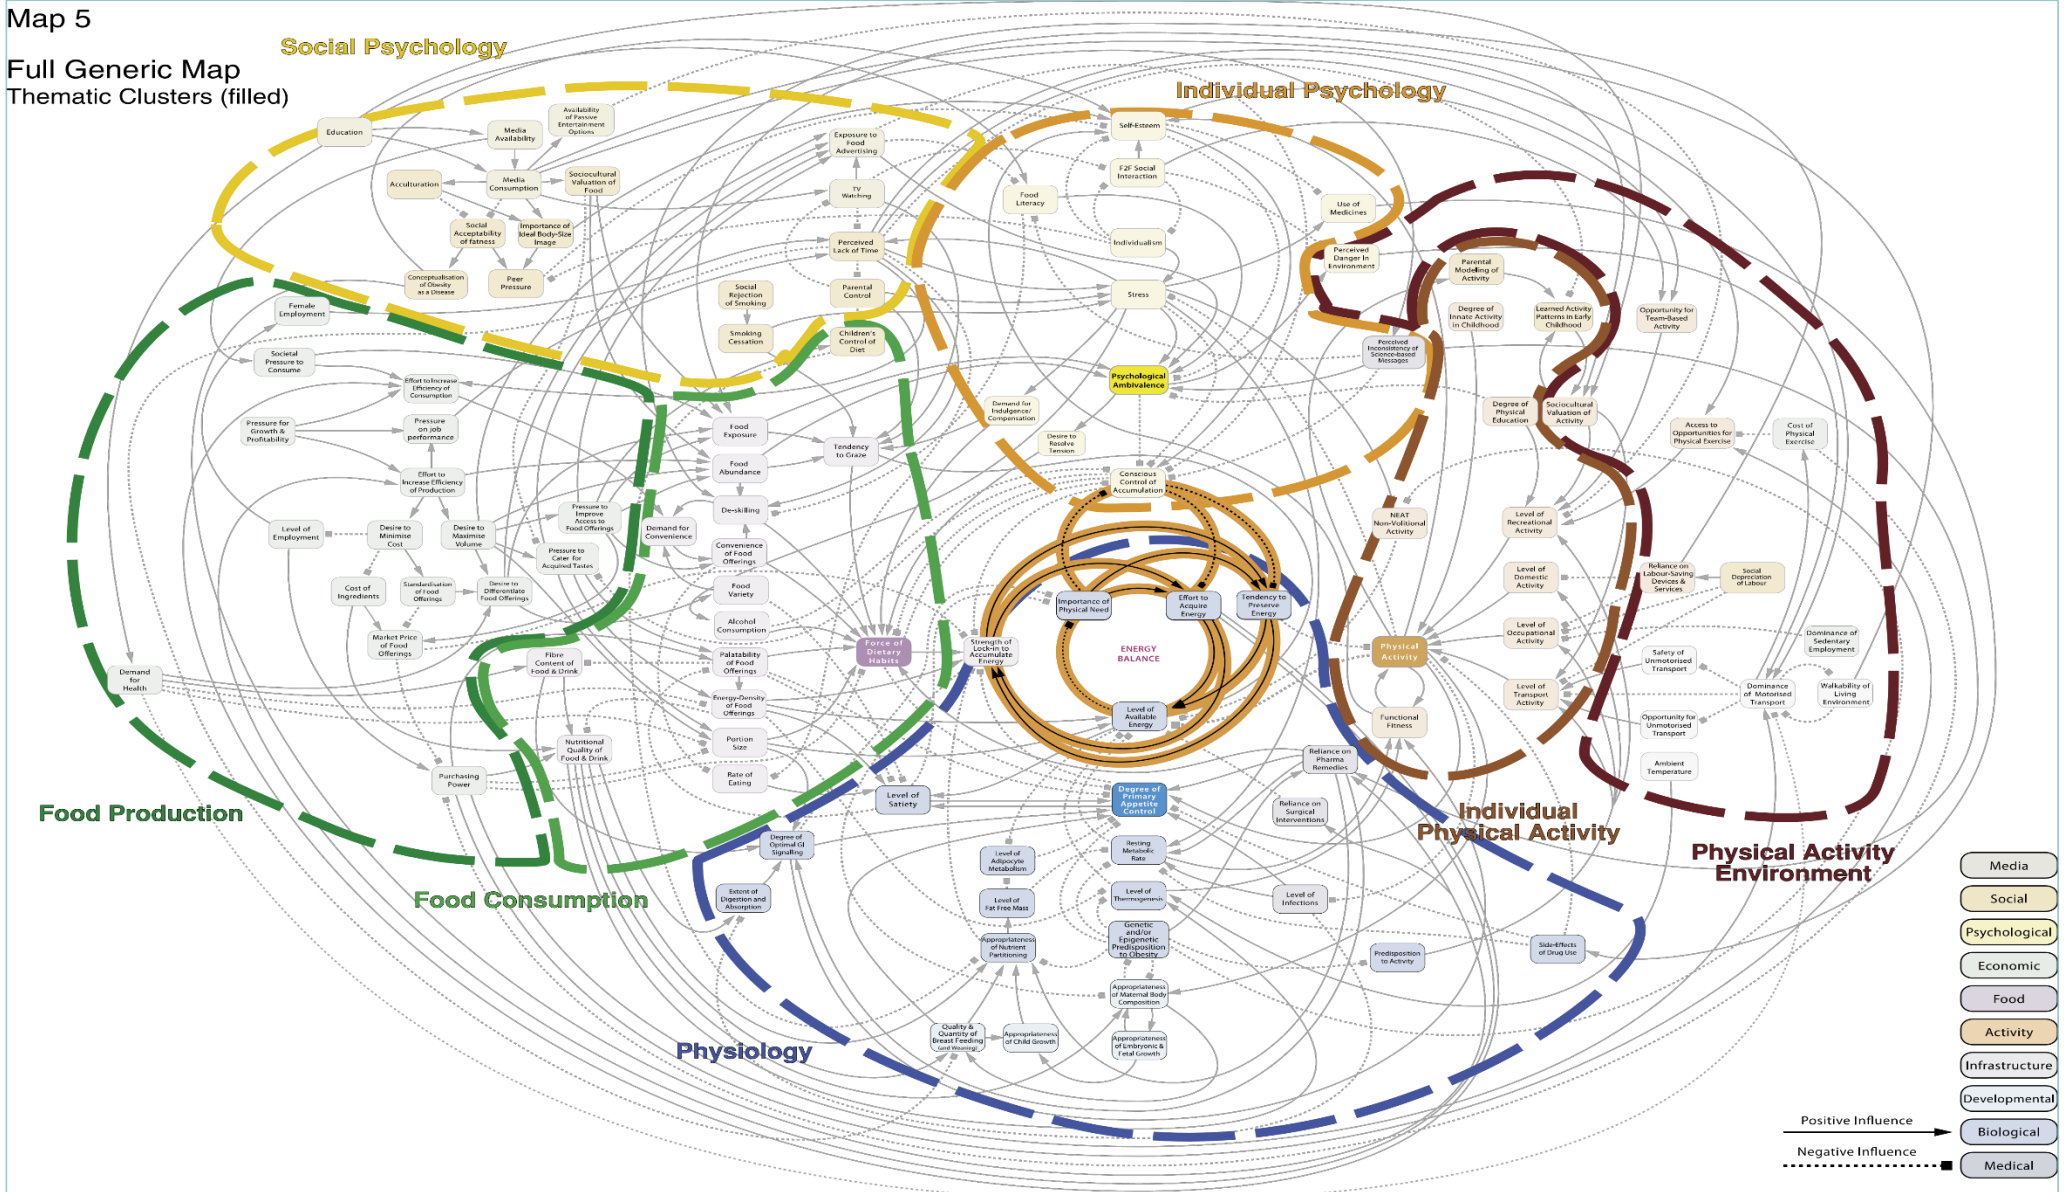 Map 5
Full Generic Map
Thematic Clusters (filled)
Social Psychology
Individual Psychology
Education
Media
Availability
Availability
of Passive
Entertainment
Options
Acculturation
Media
Consumption
Sociocultural
Valuation of
Food
Social
Acceptability
of fatness
Importance of
Ideal Body-Size
Image
Conceptualisation
of Obesity
as a Disease
Peer
Pressure
Exposure to
Food
Advertising
TV
Watching
Perceived
Lack of Time
Parental
Control
Children's
Control of
Diet
Social
Rejection
of Smoking
Smoking
Cessation
Self-Esteem
F2F Social
Interaction
Food
Literacy
Individualism
Stress
Use of
Medicines
Perceived
Danger In
Environment
Perceived
Inconsistency of
Science-based
Messages
Psychological
Ambivalence
Demand for
Indulgence/
Compensation
Desire to
Resolve
Tension
Conscious
Control of
Accumulation
Parental
Modelling of
Activity
Degree of
Innate Activity
in Childhood
Learned Activity
Patterns In Early
Childhood
Opportunity for
Team-Based
Activity
Degree of
Physical
Education
Sociocultural
Valuation of
Activity
Access to
Opportunities for
Physical Exercise
Cost of
Physical
Exercise
Female
Employment
Societal
Pressure to
Consume
Effort to Increase
Efficiency of
Consumption
Pressure for
Growth &
Profitability
Pressure
on job
performance
Effort to
Increase Efficiency
of Production
Level of
Employment
Desire to
Minimise
Cost
Desire to
Maximise
Volume
Pressure to
Improve
Access to
Food Offerings
Pressure to
Cater for
Acquired Tastes
Cost of
Ingredients
Standardisation
of Food
Offerings
Desire to
Differentiate
Food Offerings
Market Price
of Food
Offerings
Demand
for
Health
Purchasing
Power
Fibre
Content of
Food & Drink
Nutritional
Quality of
Food & Drink
Food
Exposure
Food
Abundance
Tendency
to Graze
De-skilling
Demand for
Convenience
Convenience
of Food
Offerings
Food
Variety
Alcohol
Consumption
Palatability
of Food
Offerings
Energy-Density
of Food
Offerings
Portion
Size
Rate of
Eating
Force of
Dietary
Habits
Strength of
Lock-in to
Accumulate
Energy
Importance of
Physical Need
Effort to
Acquire
Energy
Tendency to
Preserve
Energy
ENERGY
BALANCE
Level of
Available
Energy
NEAT
Non-Volitional
Activity
Physical
Activity
Functional
Fitness
Level of
Recreational
Activity
Level of
Domestic
Activity
Level of
Occupational
Activity
Level of
Transport
Activity
Reliance on
Labour-Saving
Devices &
Services
Social
Depreciation
of Labour
Dominance of
Sedentary
Employment
Safety of
Unmotorised
Transport
Dominance
of Motorised
Transport
Walkability of
Living
Environment
Opportunity for
Unmotorised
Transport
Ambient
Temperature
Food Production
Food Consumption
Level of
Satiety
Degree of
Primary
Appetite
Control
Reliance on
Pharma
Remedies
Reliance on
Surgical
Interventions
Individual
Physical Activity
Physical Activity
Environment
Degree of
Optimal GI
Signalling
Extent of
Digestion and
Absorption
Level of
Adipocyte
Metabolism
Level of
Fat Free Mass
Appropriateness
of Nutrient
Partitioning
Resting
Metabolic
Rate
Level of
Thermogenesis
Genetic
and/or
Epigenetic
Predisposition
to Obesity
Level of
Infections
Predisposition
to Activity
Side-Effects
of Drug Use
Appropriateness
of Maternal Body
Composition
Quality &
Quantity of
Breast Feeding
(and Weaning)
Appropriateness
of Child Growth
Appropriateness
of Embryonic &
Fetal Growth
Physiology
Media
Social
Psychological
Economic
Food
Activity
Infrastructure
Developmental
Biological
Medical
Positive Influence
Negative Influence